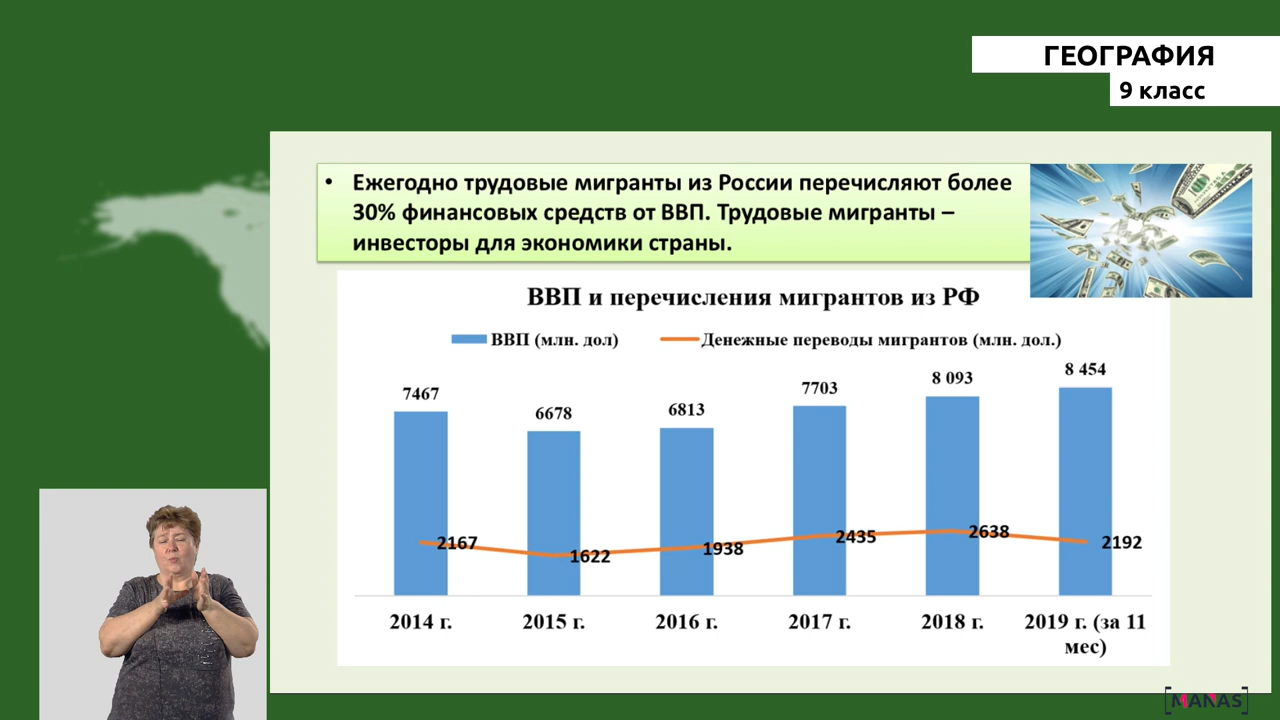 ГЕОГРАФИЯ
9 класс
• Ежегодно трудовые мигранты из России перечисляют более
30% финансовых средств от ВВП. Трудовые мигранты –
инвесторы для экономики страны.
ВВП и перечисления мигрантов из РФ
ВВП (млн. дол) Денежные переводы мигрантов (млн. дол.)
7467 6678 6813 7703 8 093 8 454
2167 1622 1938 2435 2638 2192
2014 г. 2015 г. 2016 г. 2017 г. 2018 г. 2019 г. (за 11
мес)
[MANAS]